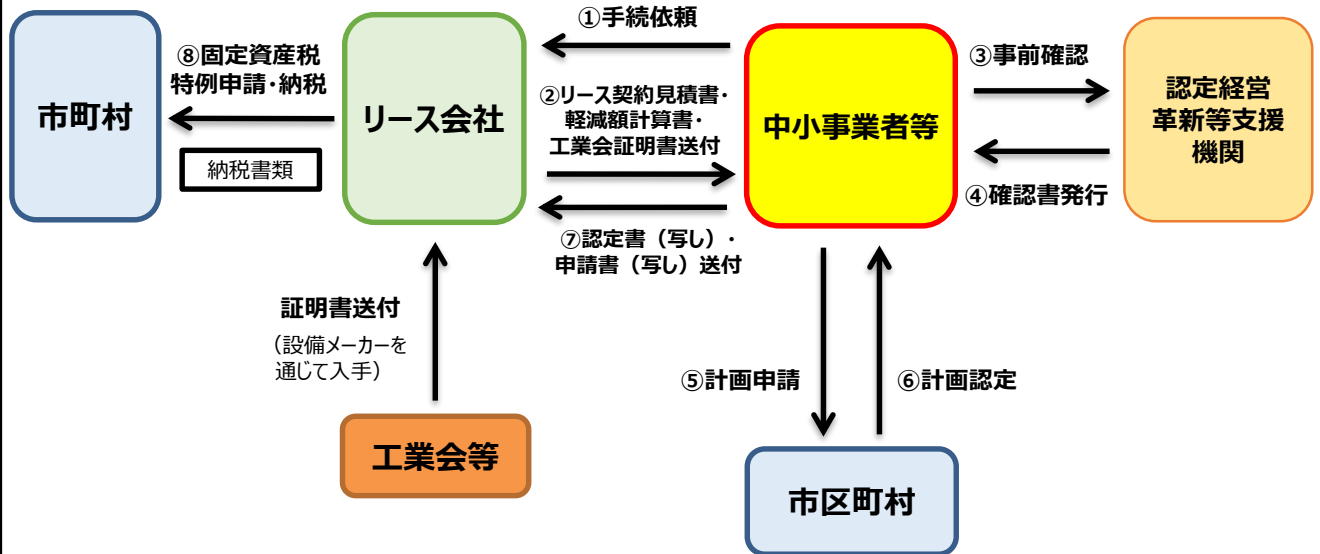 ①手続依頼
市町村
⑧固定資産税
特例申請・納税
納税書類
リース会社
②リース契約見積書・
軽減額計算書・
工業会証明書送付
中小事業者等
③事前確認
④確認書発行
認定経営
革新等支援
機関
⑦認定書（写し）・
申請書（写し）送付
証明書送付
（設備メーカーを
通じて入手）
工業会等
⑤計画申請
⑥計画認定
市区町村